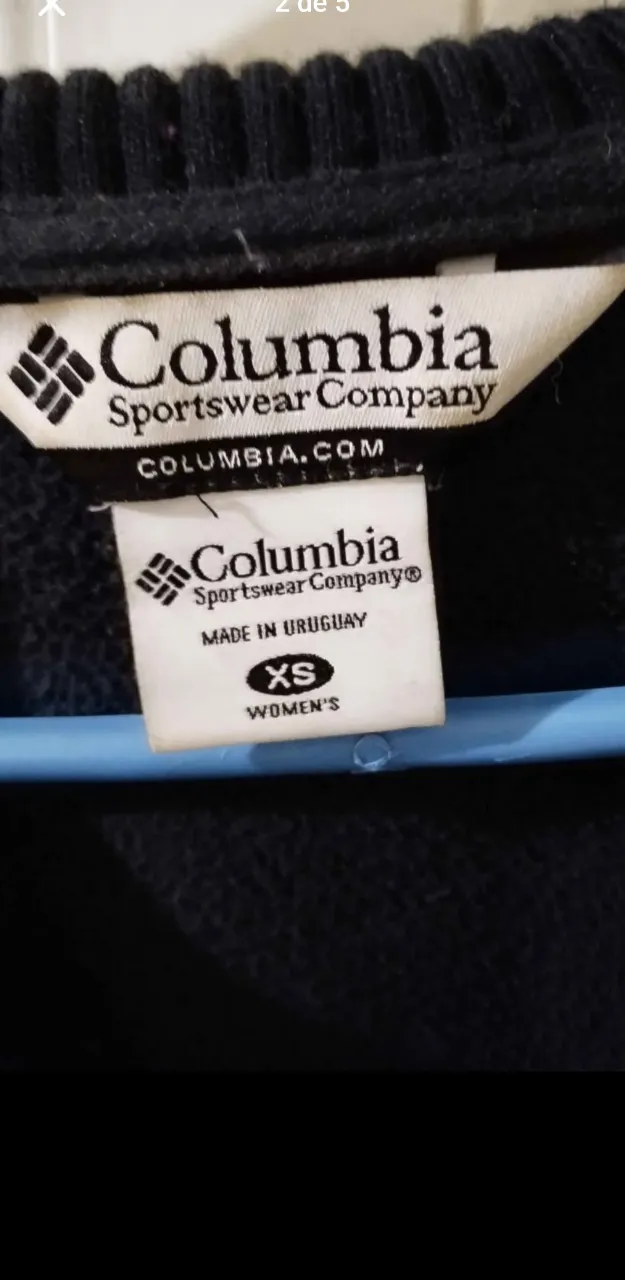 2 de 5
Columbia
Sportswear Company
COLUMBIA.COM
Columbia
Sportswear Company®
MADE IN URUGUAY
XS
WOMEN'S